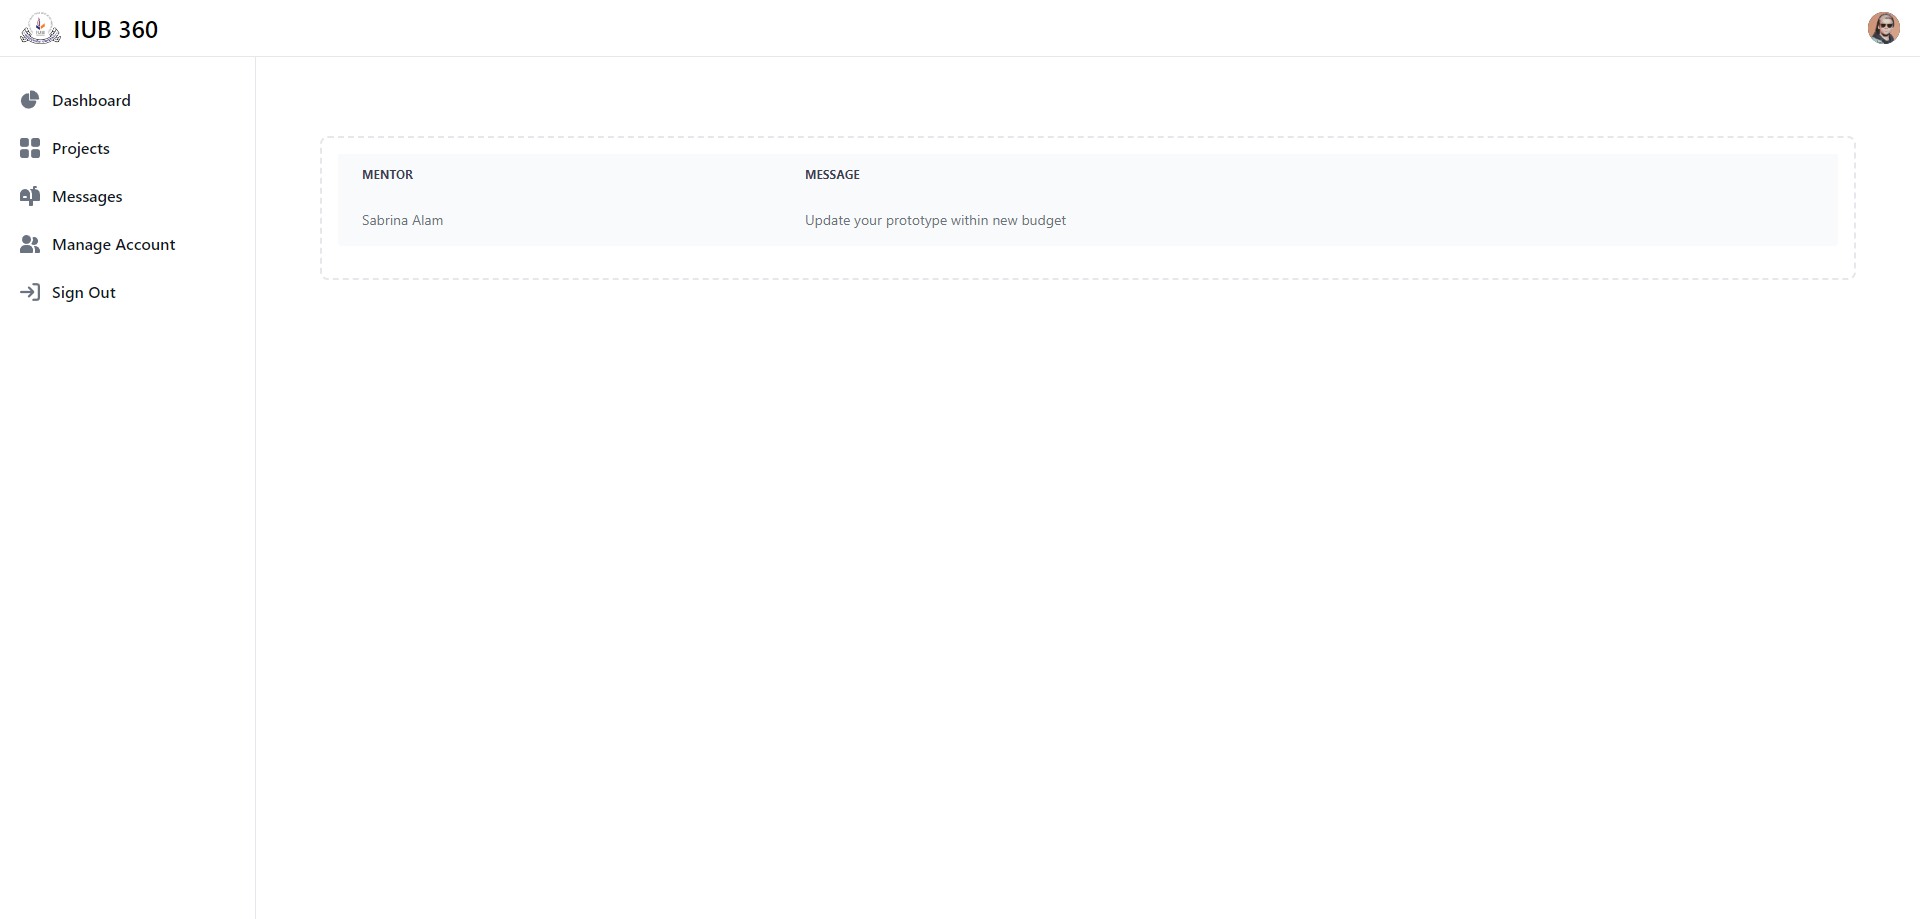 IUB 360
Dashboard
Projects
Messages
Manage Account
Sign Out
MENTOR MESSAGE
Sabrina Alam Update your prototype within new budget